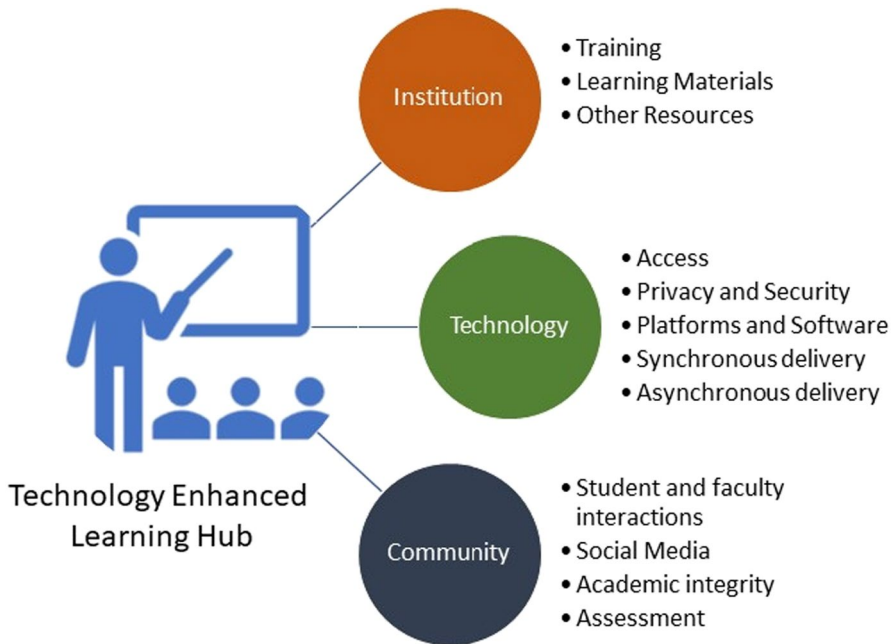 Institution
• Training
• Learning Materials
• Other Resources
Technology
• Access
• Privacy and Security
• Platforms and Software
• Synchronous delivery
• Asynchronous delivery
Technology Enhanced
Learning Hub
Community
• Student and faculty
interactions
• Social Media
• Academic integrity
• Assessment